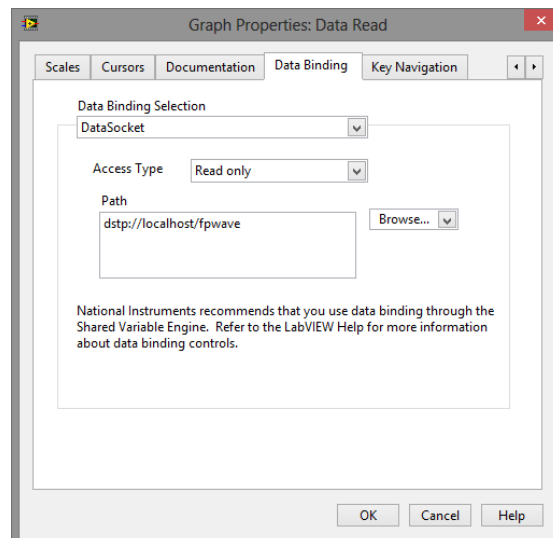 Graph Properties: Data Read
Scales
Cursors
Documentation
Data Binding
Key Navigation
Data Binding Selection
DataSocket
Access Type
Read only
Path
dstp://localhost/fpwave
Browse...
National Instruments recommends that you use data binding through the
Shared Variable Engine. Refer to the LabVIEW Help for more information
about data binding controls.
OK
Cancel
Help